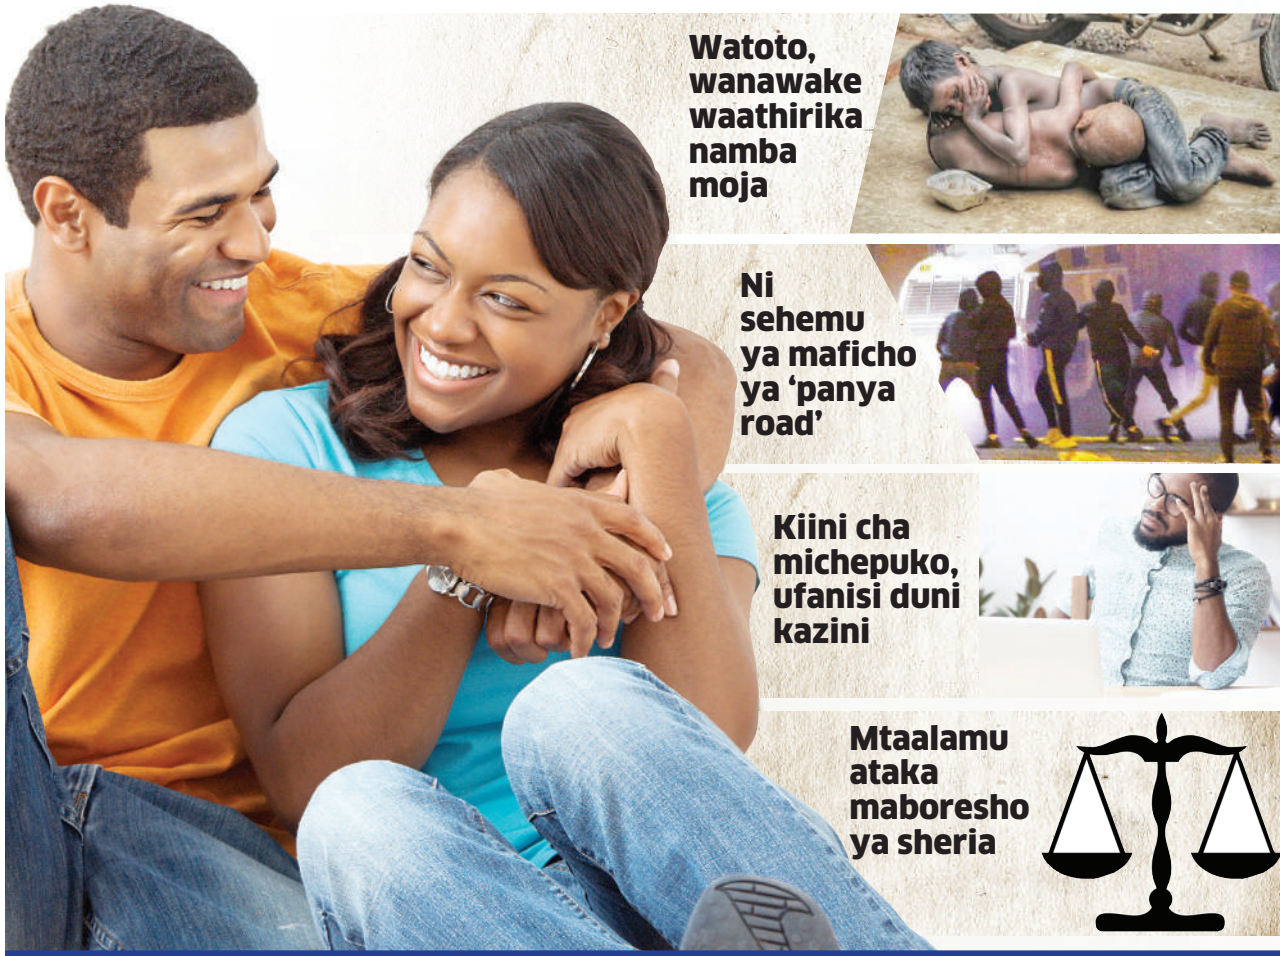 Watoto,
wanawake
waathirika
namba
moja
Ni
sehemu
ya maficho
ya ‘panya
road’
Kiini cha
michepuko,
ufanisi duni
kazini
Mtaalamu
ataka
maboresho
ya sheria